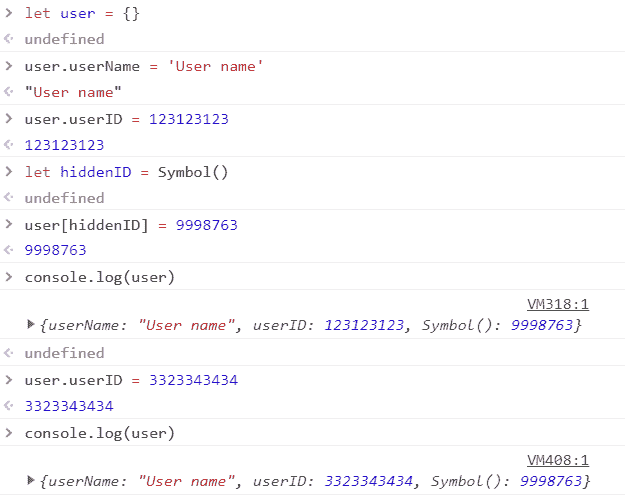 > let user = {}
undefined
> user.userName = 'User name'
"User name"
> user.userID = 123123123
123123123
> let hiddenID = Symbol()
undefined
> user[hiddenID] = 9998763
9998763
> console.log(user)
VM318:1
{userName: "User name", userID: 123123123, Symbol(): 9998763}
undefined
> user.userID = 3323343434
3323343434
> console.log(user)
VM408:1
{userName: "User name", userID: 3323343434, Symbol(): 9998763}